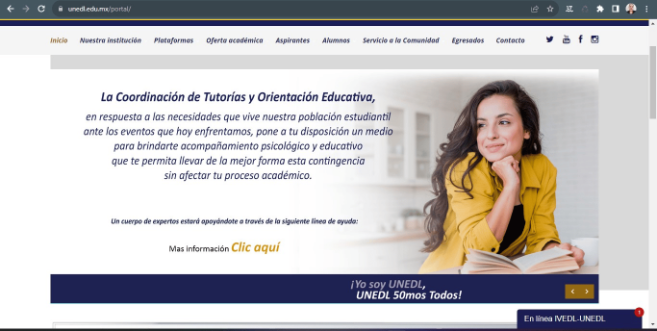 unedl.edu.mx/portal/
Inicio Nuestra institución Plataformas Oferta académica Aspirantes Alumnos Servicio a la Comunidad Egresados Contacto
La Coordinación de Tutorías y Orientación Educativa,
en respuesta a las necesidades que vive nuestra población estudiantil
ante los eventos que hoy enfrentamos, pone a tu disposición un medio
para brindarte acompañamiento psicológico y educativo
que te permita llevar de la mejor forma esta contingencia
sin afectar tu proceso académico.
Un cuerpo de expertos estará apoyándote a través de la siguiente línea de ayuda:
Mas información Clic aquí
¡Yo soy UNEDL,
UNEDL 50mos Todos!
En línea IVEDL-UNEDL
1